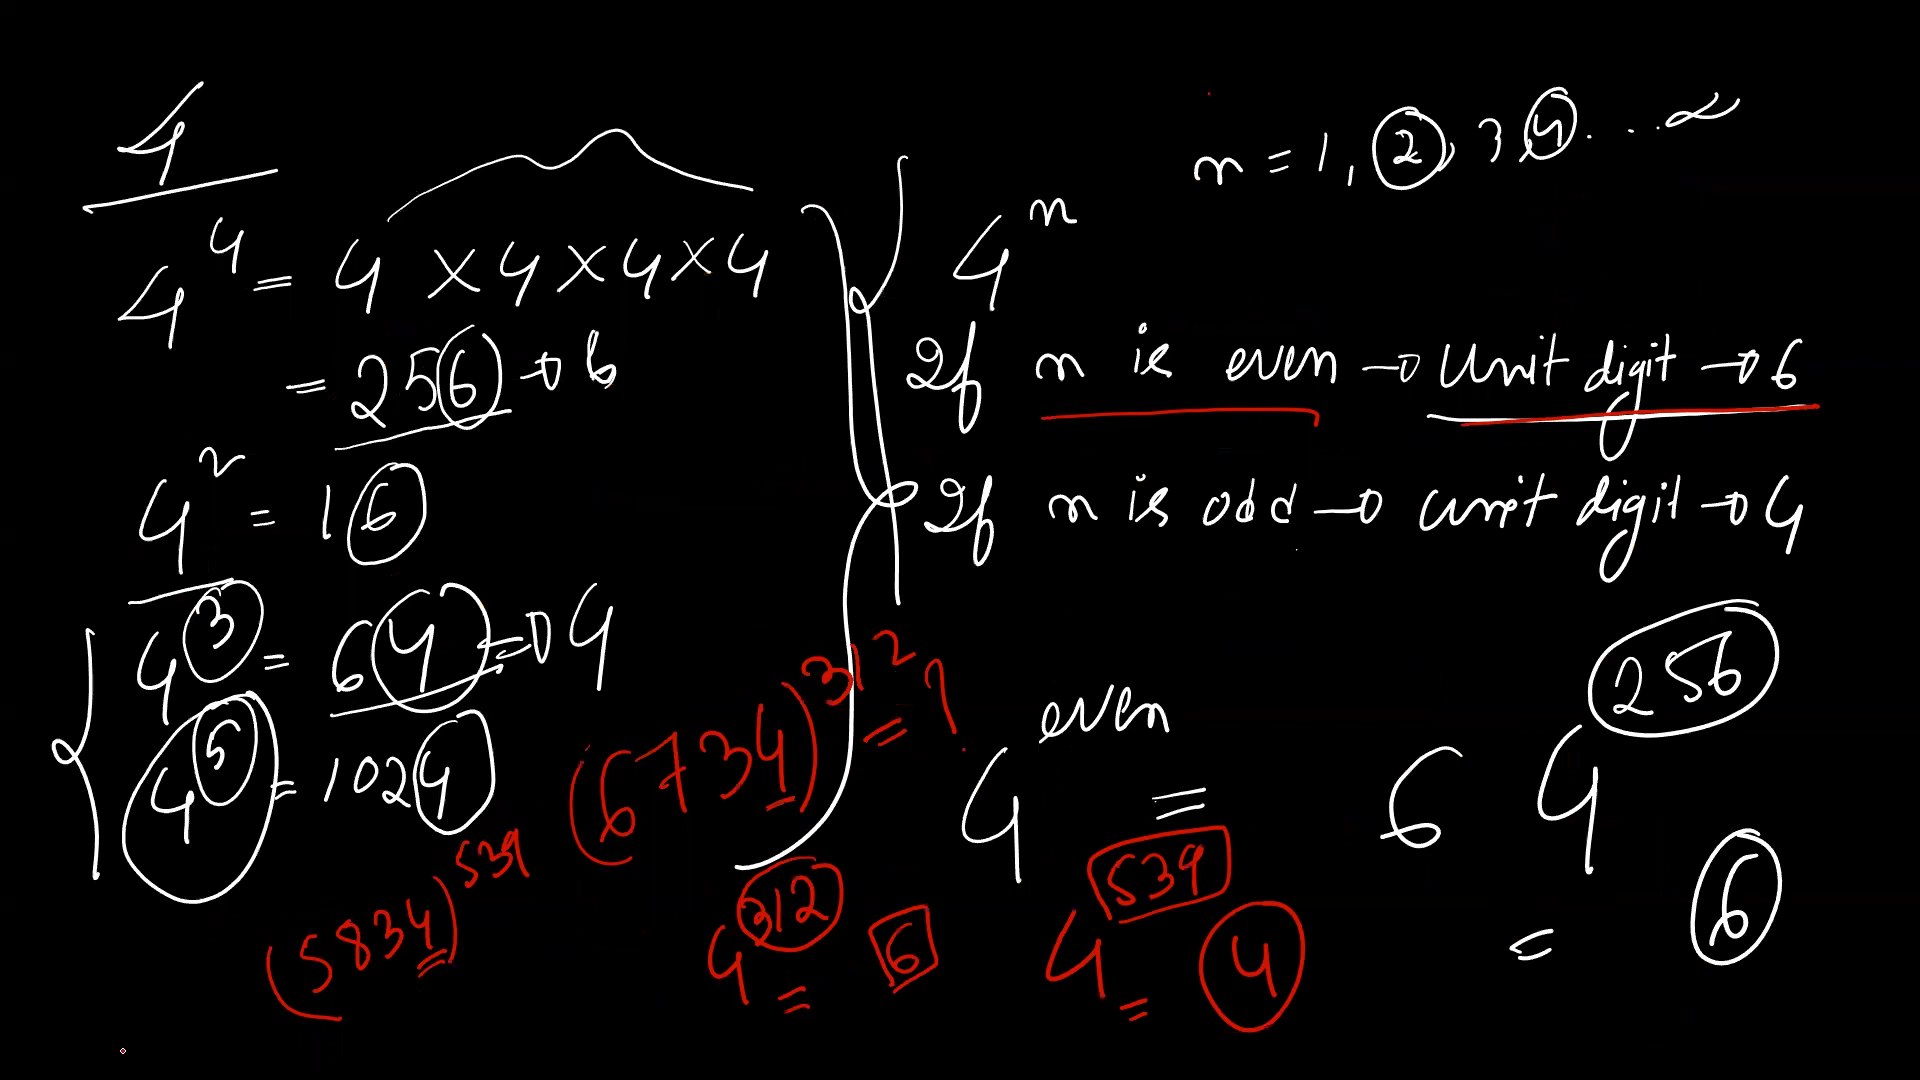 4
4^4 = 4 × 4 × 4 × 4
= 256 → 6
4^2 = 16
4^3 = 64 → 4
4^5 = 1024
(5834)^539
(6734)^312 = ?
4^312 = 6
n = 1, 2, 3, 4 . . . ∞
4^n
If n is even → Unit digit → 6
If n is odd → unit digit → 4
4^even = 6
4^256
= 6
4^539 = 4